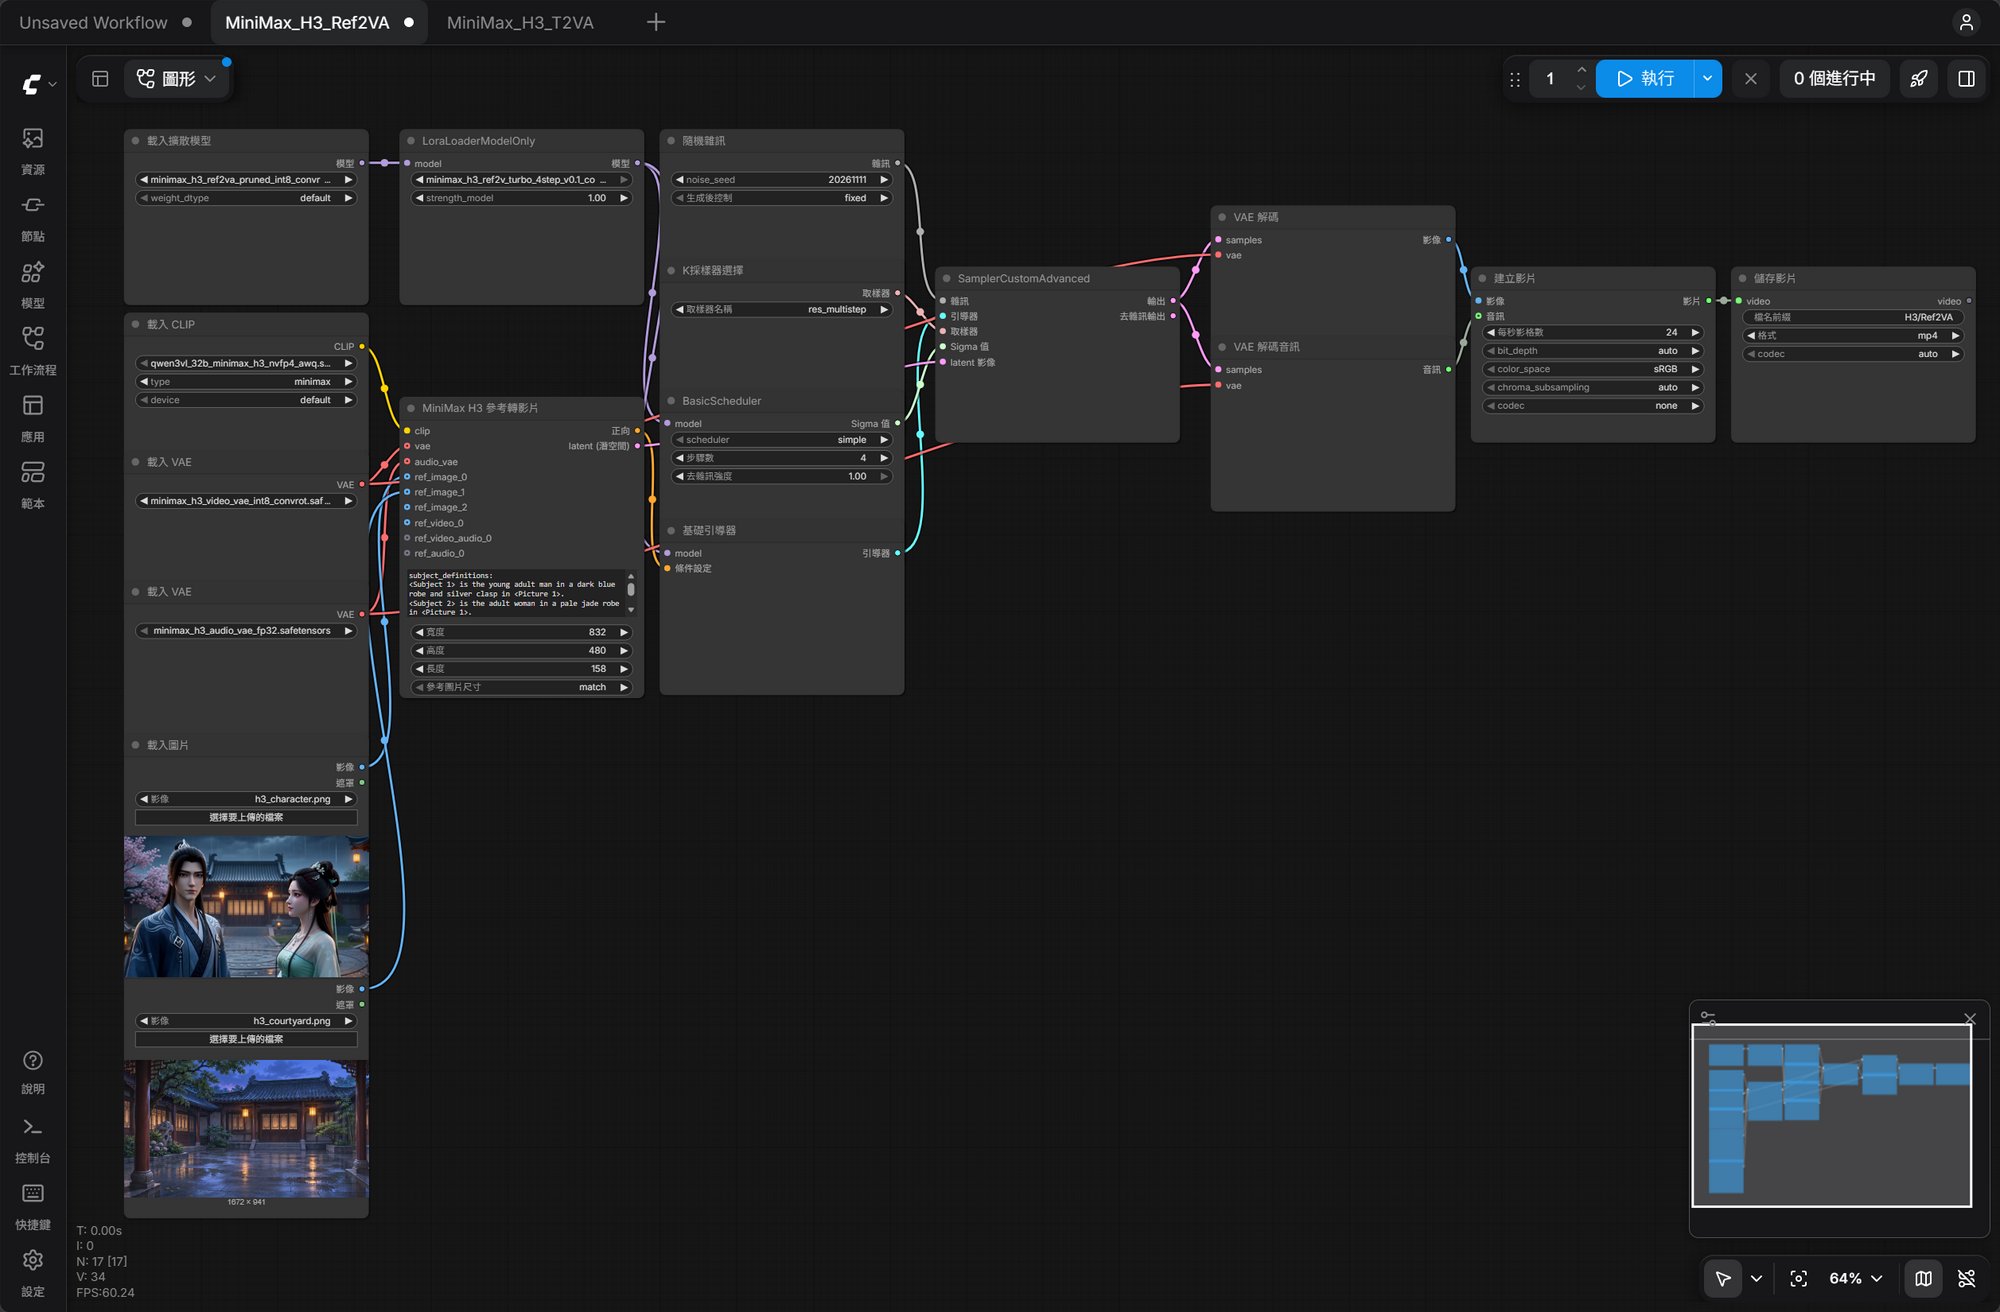 Unsaved Workflow
MiniMax_H3_Ref2VA
MiniMax_H3_T2VA
圖形
1
執行
0 個進行中
資源
節點
模型
工作流程
應用
範本
說明
控制台
快捷鍵
設定
載入擴散模型
模型
minimax_h3_ref2va_pruned_int8_convr ...
weight_dtype default
LoraLoaderModelOnly
model 模型
minimax_h3_ref2v_turbo_4step_v0.1_co ...
strength_model 1.00
隨機雜訊
雜訊
noise_seed 20261111
生成後控制 fixed
K採樣器選擇
取樣器
取樣器名稱 res_multistep
BasicScheduler
model Sigma 值
scheduler simple
步驟數 4
去雜訊強度 1.00
基礎引導器
model 引導器
條件設定
載入 CLIP
CLIP
qwen3vl_32b_minimax_h3_nvfp4_awq.s...
type minimax
device default
載入 VAE
VAE
minimax_h3_video_vae_int8_convrot.saf ...
載入 VAE
VAE
minimax_h3_audio_vae_fp32.safetensors
載入圖片
影像
遮罩
影像 h3_character.png
選擇要上傳的檔案
影像
遮罩
影像 h3_courtyard.png
選擇要上傳的檔案
1672 × 941
MiniMax H3 參考轉影片
clip 正向
vae latent (潛空間)
audio_vae
ref_image_0
ref_image_1
ref_image_2
ref_video_0
ref_video_audio_0
ref_audio_0
subject_definitions:
<Subject 1> is the young adult man in a dark blue
robe and silver clasp in <Picture 1>.
<Subject 2> is the adult woman in a pale jade robe
in <Picture 1>.
寬度 832
高度 480
長度 158
參考圖片尺寸 match
SamplerCustomAdvanced
雜訊 輸出
引導器 去雜訊輸出
取樣器
Sigma 值
latent 影像
VAE 解碼
samples 影像
vae
VAE 解碼音訊
samples 音訊
vae
建立影片
影像 影片
音訊
每秒影格數 24
bit_depth auto
color_space sRGB
chroma_subsampling auto
codec none
儲存影片
video video
檔名前綴 H3/Ref2VA
格式 mp4
codec auto
T: 0.00s
I: 0
N: 17 [17]
V: 34
FPS:60.24
64%